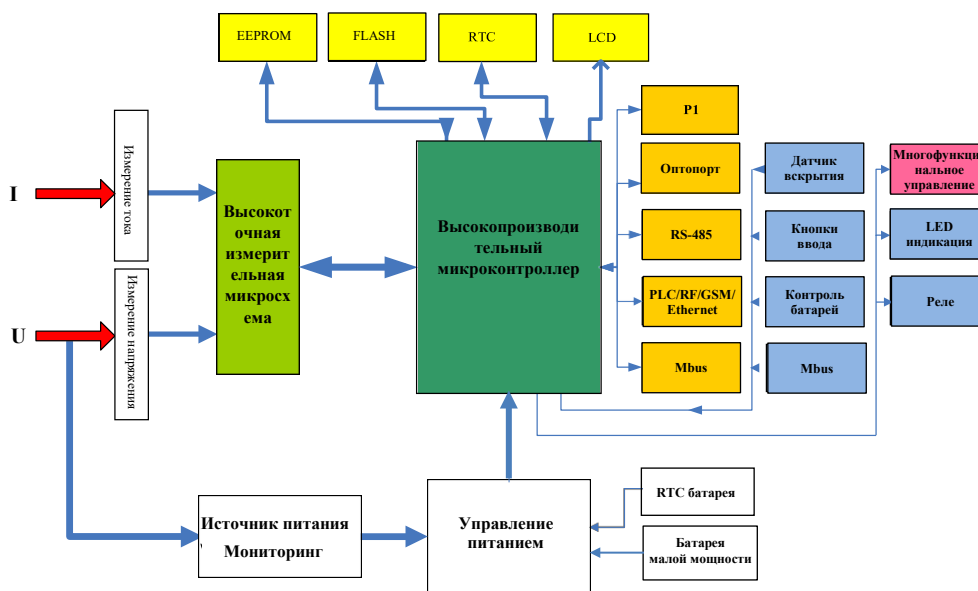 EEPROM
FLASH
RTC
LCD
I
Измерение тока
U
Измерение напряжения
Высокот
очная
измерит
ельная
микросх
ема
Высокопроизводи
тельный
микроконтроллер
P1
Оптопорт
RS-485
PLC/RF/GSM/
Ethernet
Mbus
Датчик
вскрытия
Кнопки
ввода
Контроль
батарей
Mbus
Многофункци
нальное
управление
LED
индикация
Реле
Источник питания
Мониторинг
Управление
питанием
RTC батарея
Батарея
малой мощности